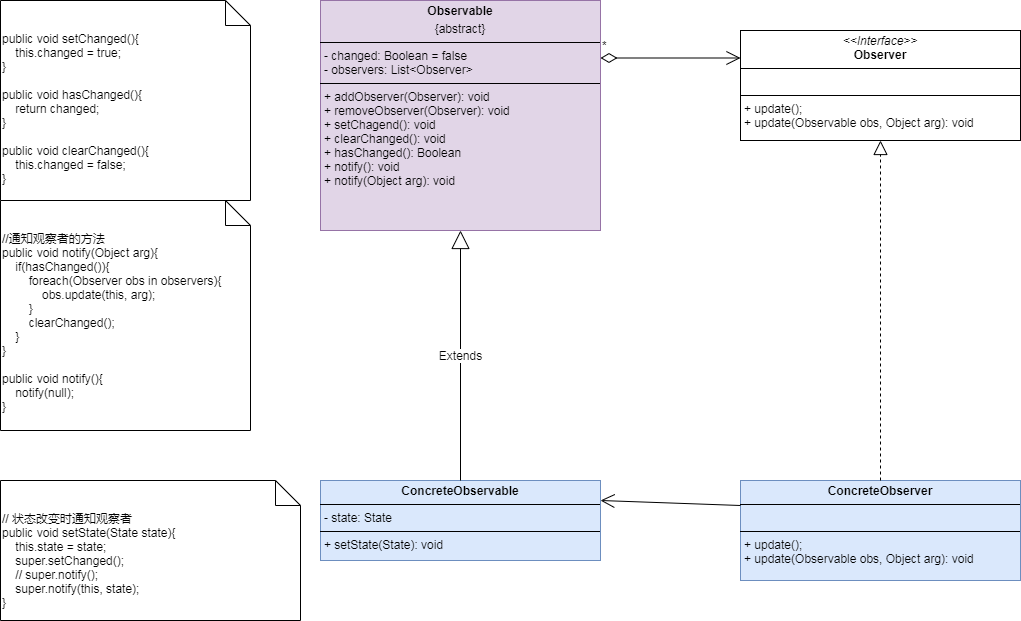 public void setChanged(){
this.changed = true;
}
public void hasChanged(){
return changed;
}
public void clearChanged(){
this.changed = false;
}
//通知观察者的方法
public void notify(Object arg){
if(hasChanged()){
foreach(Observer obs in observers){
obs.update(this, arg);
}
clearChanged();
}
}
public void notify(){
notify(null);
}
// 状态改变时通知观察者
public void setState(State state){
this.state = state;
super.setChanged();
// super.notify();
super.notify(this, state);
}
Observable
{abstract}
- changed: Boolean = false
- observers: List<Observer>
+ addObserver(Observer): void
+ removeObserver(Observer): void
+ setChagend(): void
+ clearChanged(): void
+ hasChanged(): Boolean
+ notify(): void
+ notify(Object arg): void
*
<<Interface>>
Observer
+ update();
+ update(Observable obs, Object arg): void
Extends
ConcreteObservable
- state: State
+ setState(State): void
ConcreteObserver
+ update();
+ update(Observable obs, Object arg): void